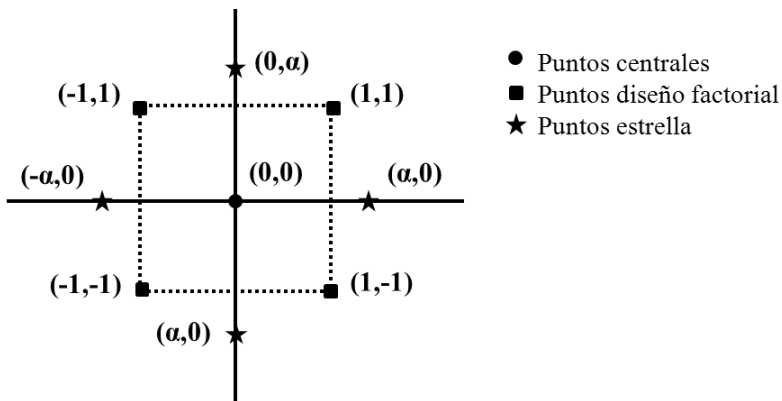 (0,α)
(-1,1)
(1,1)
(-α,0)
(0,0)
(α,0)
(-1,-1)
(1,-1)
(α,0)
Puntos centrales
Puntos diseño factorial
Puntos estrella